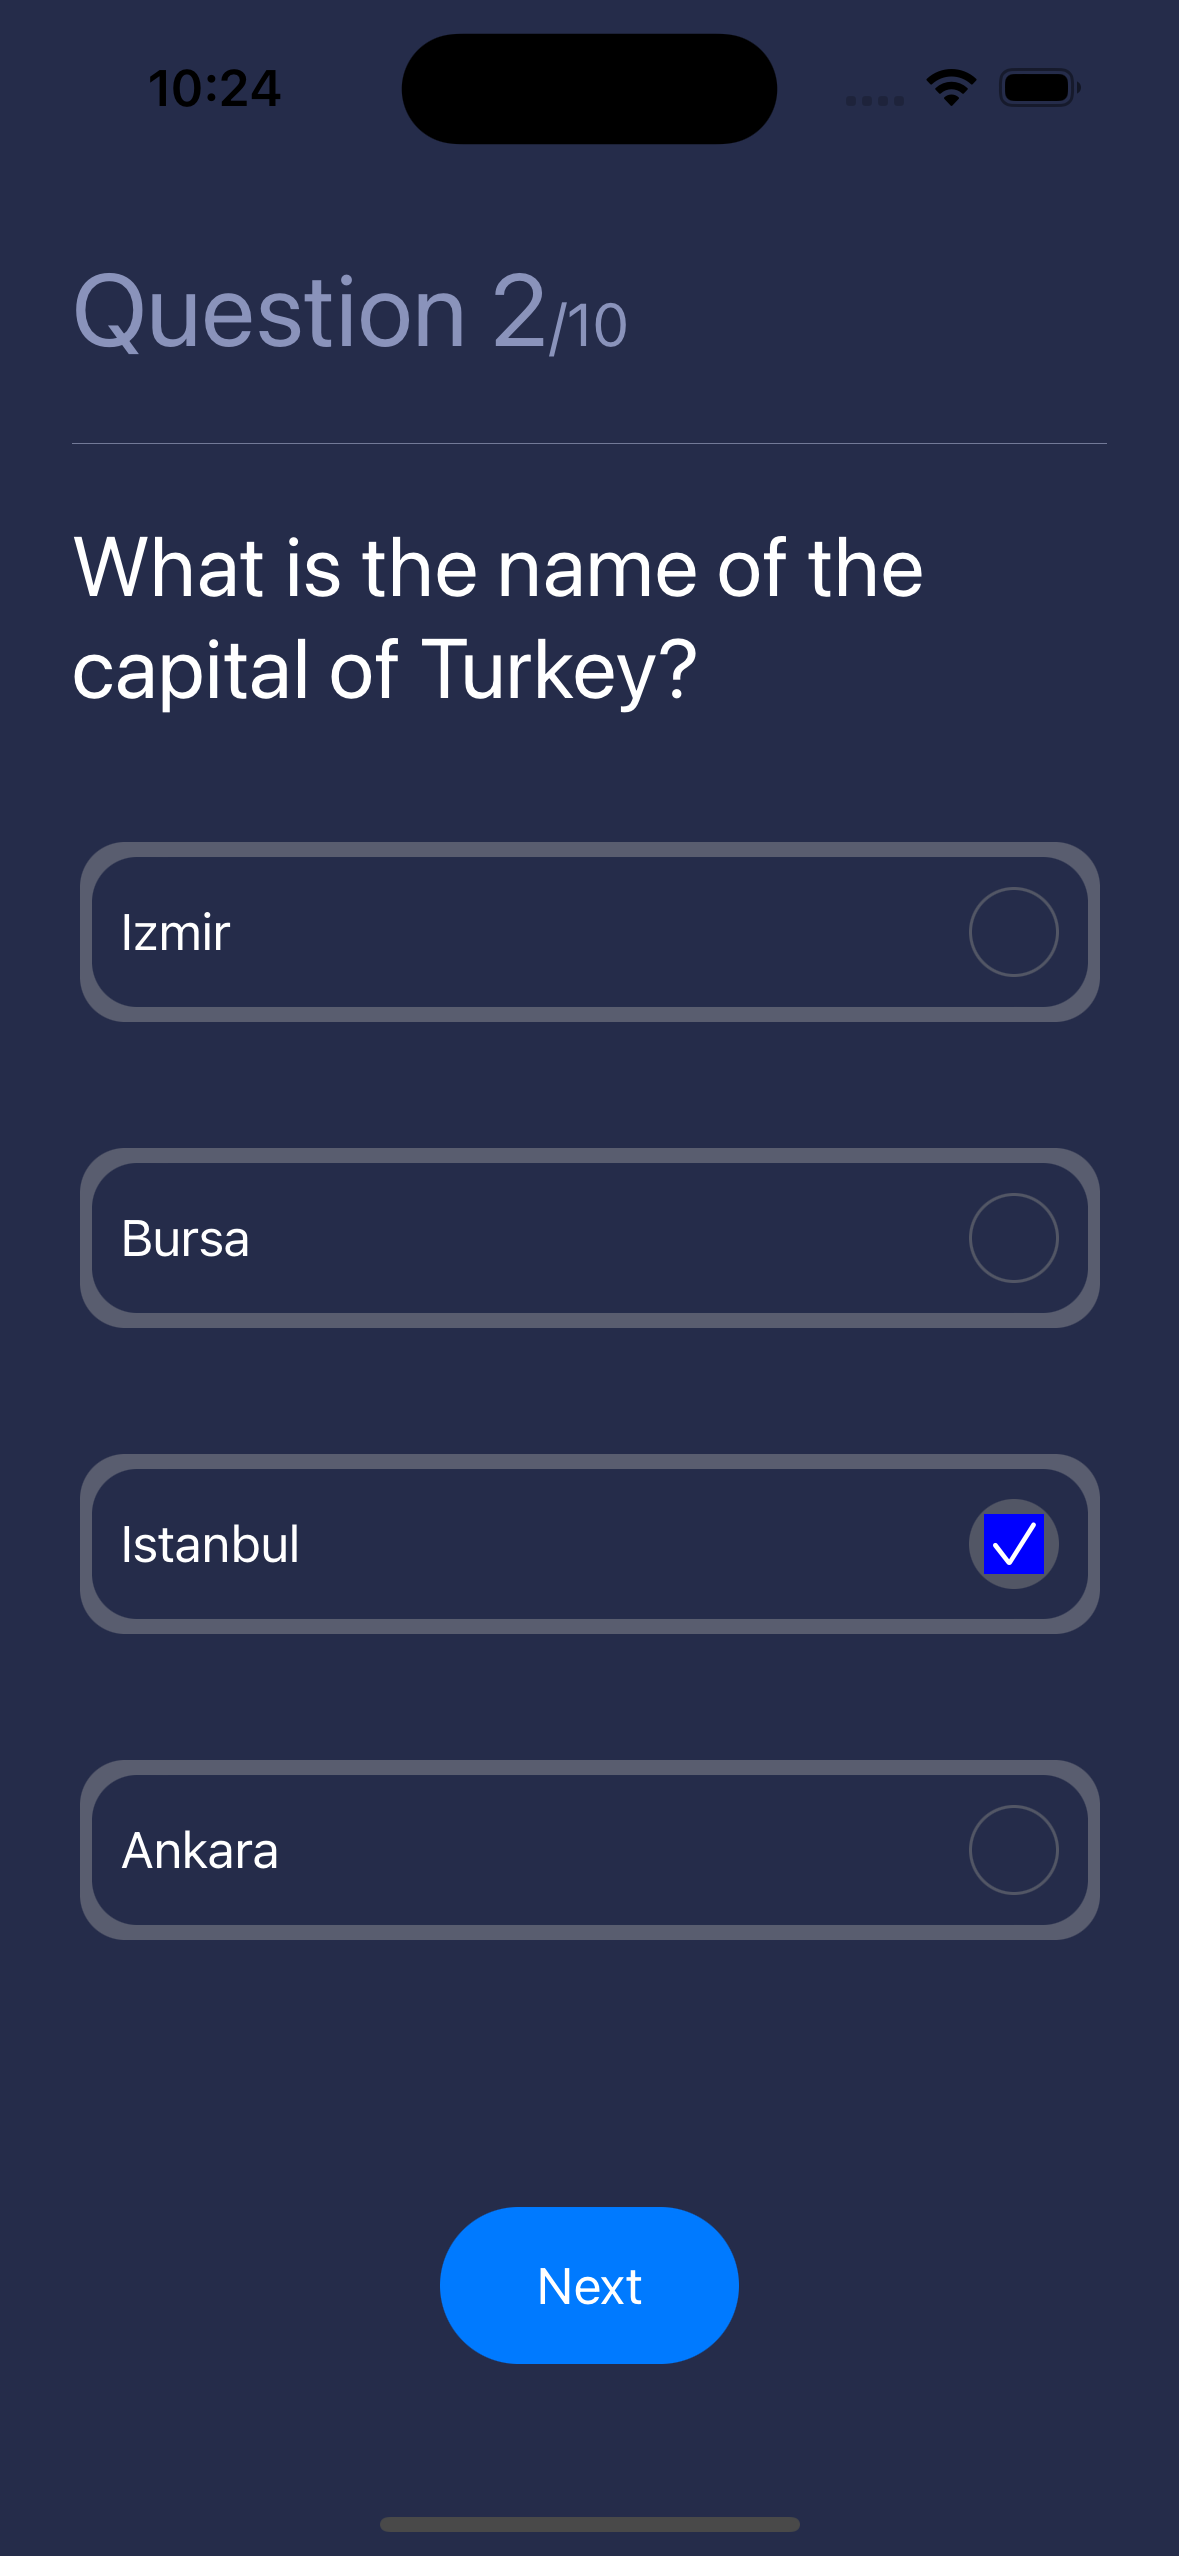 10:24
Question 2/10
What is the name of the
capital of Turkey?
Izmir
Bursa
Istanbul
Ankara
Next